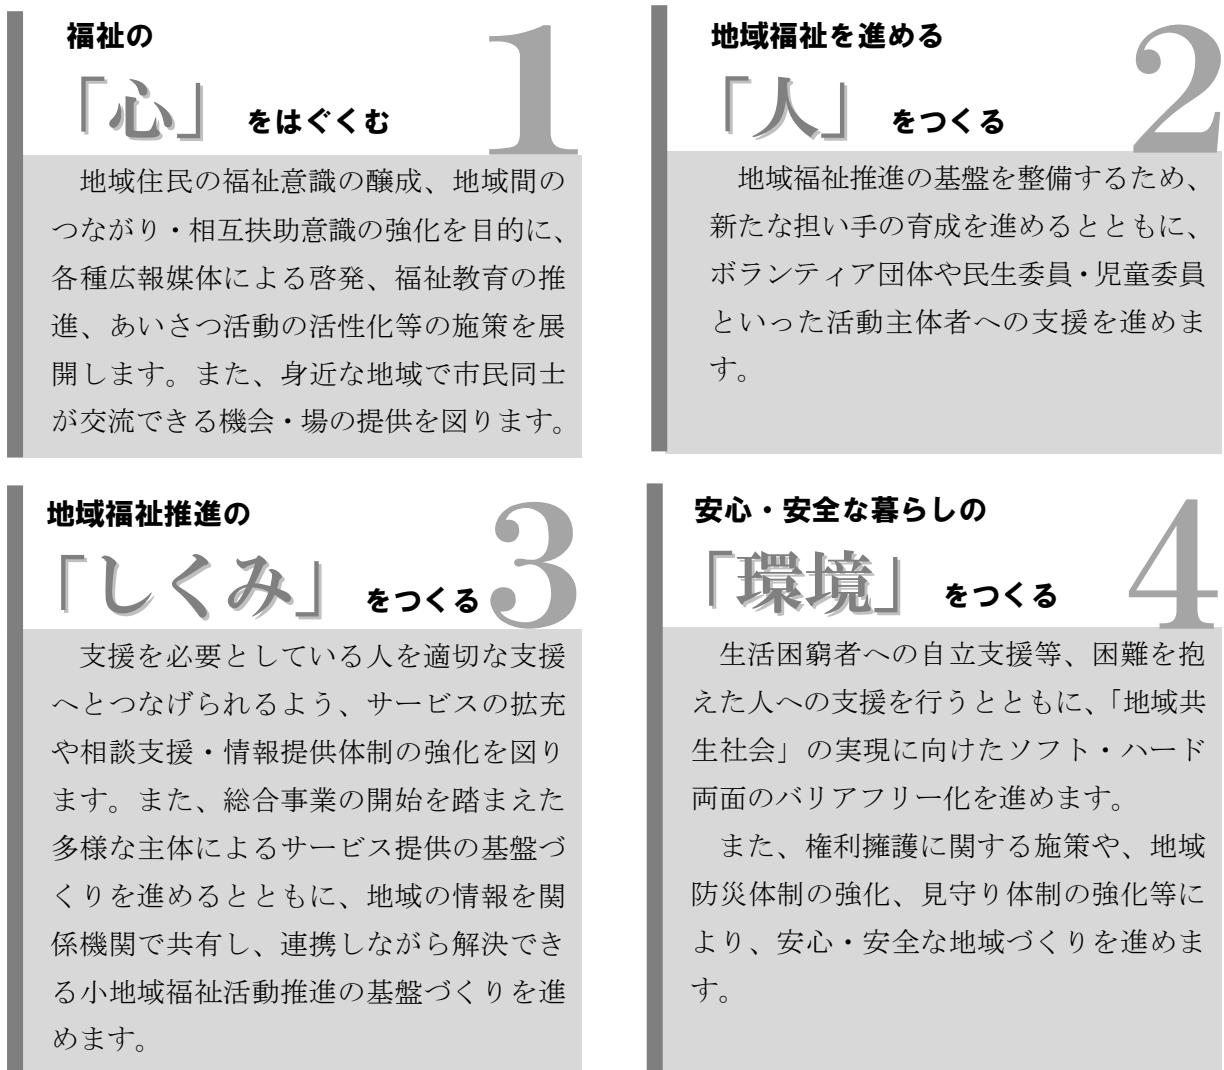 福祉の
「心」をはぐくむ
1
地域住民の福祉意識の醸成、地域間の
つながり・相互扶助意識の強化を目的に、
各種広報媒体による啓発、福祉教育の推
進、あいさつ活動の活性化等の施策を展
開します。また、身近な地域で市民同士
が交流できる機会・場の提供を図ります。
地域福祉を進める
「人」をつくる
2
地域福祉推進の基盤を整備するため、
新たな担い手の育成を進めるとともに、
ボランティア団体や民生委員・児童委員
といった活動主体者への支援を進めま
す。
地域福祉推進の
「しくみ」をつくる
3
支援を必要としている人を適切な支援
へとつなげられるよう、サービスの拡充
や相談支援・情報提供体制の強化を図り
ます。また、総合事業の開始を踏まえた
多様な主体によるサービス提供の基盤づ
くりを進めるとともに、地域の情報を関
係機関で共有し、連携しながら解決でき
る小地域福祉活動推進の基盤づくりを進
めます。
安心・安全な暮らしの
「環境」をつくる
4
生活困窮者への自立支援等、困難を抱
えた人への支援を行うとともに、「地域共
生社会」の実現に向けたソフト・ハード
両面のバリアフリー化を進めます。
また、権利擁護に関する施策や、地域
防災体制の強化、見守り体制の強化等に
より、安心・安全な地域づくりを進めま
す。